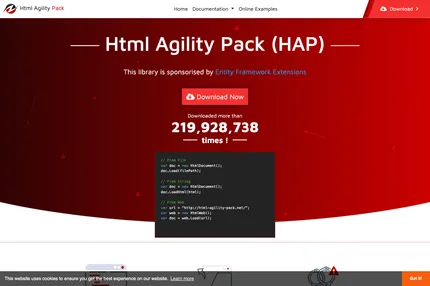 Html Agility Pack
Home
Documentation
Online Examples
Download
Html Agility Pack (HAP)
This library is sponsorised by Entity Framework Extensions
Download Now
Downloaded more than
219,928,738
times !
// From File
var doc = new HtmlDocument();
doc.Load(filePath);
// From String
var doc = new HtmlDocument();
doc.LoadHtml(html);
// From Web
var url = "http://html-agility-pack.net/";
var web = new HtmlWeb();
var doc = web.Load(url);
This website uses cookies to ensure you get the best experience on our website. Learn more
Got it!